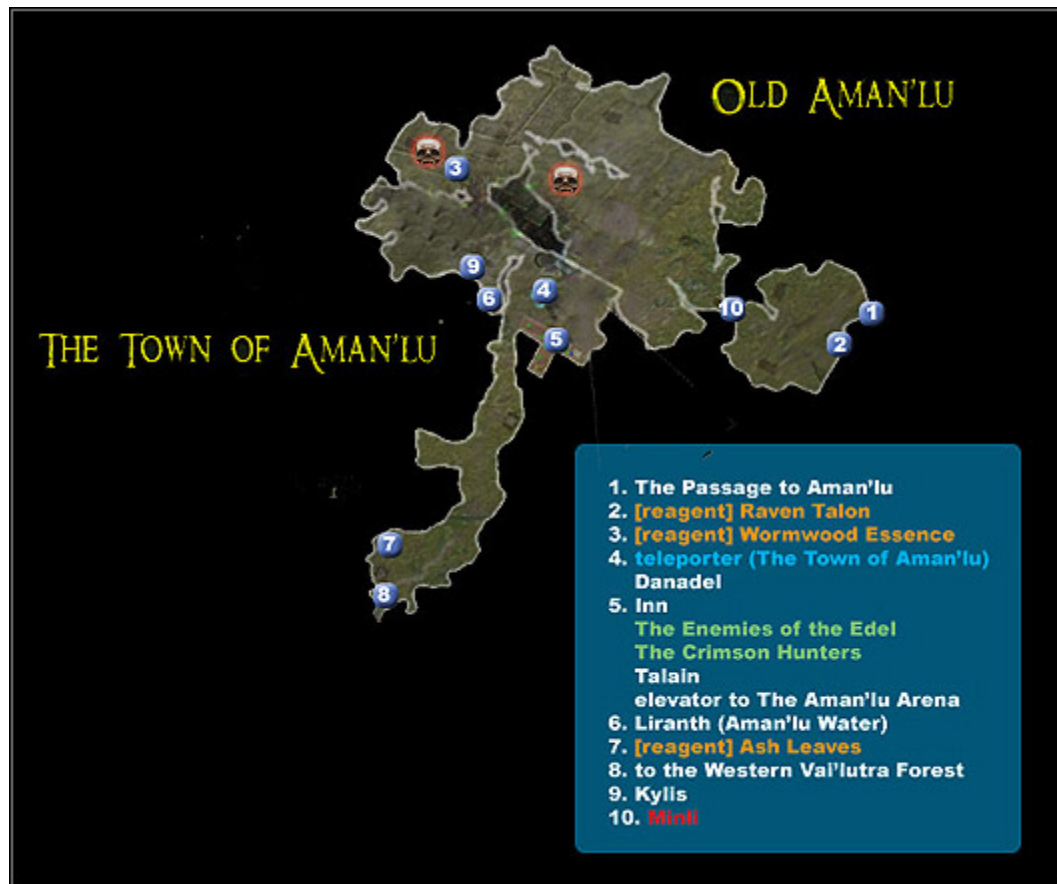 OLD AMAN'LU
3
9
6
4
10
1
5
2
THE TOWN OF AMAN'LU
7
8
1. The Passage to Aman'lu
2. [reagent] Raven Talon
3. [reagent] Wormwood Essence
4. teleporter (The Town of Aman'lu)
Danadel
5. Inn
The Enemies of the Edel
The Crimson Hunters
Talain
elevator to The Aman'lu Arena
6. Liranth (Aman'lu Water)
7. [reagent] Ash Leaves
8. to the Western Vai'lutra Forest
9. Kylis
10. Minli